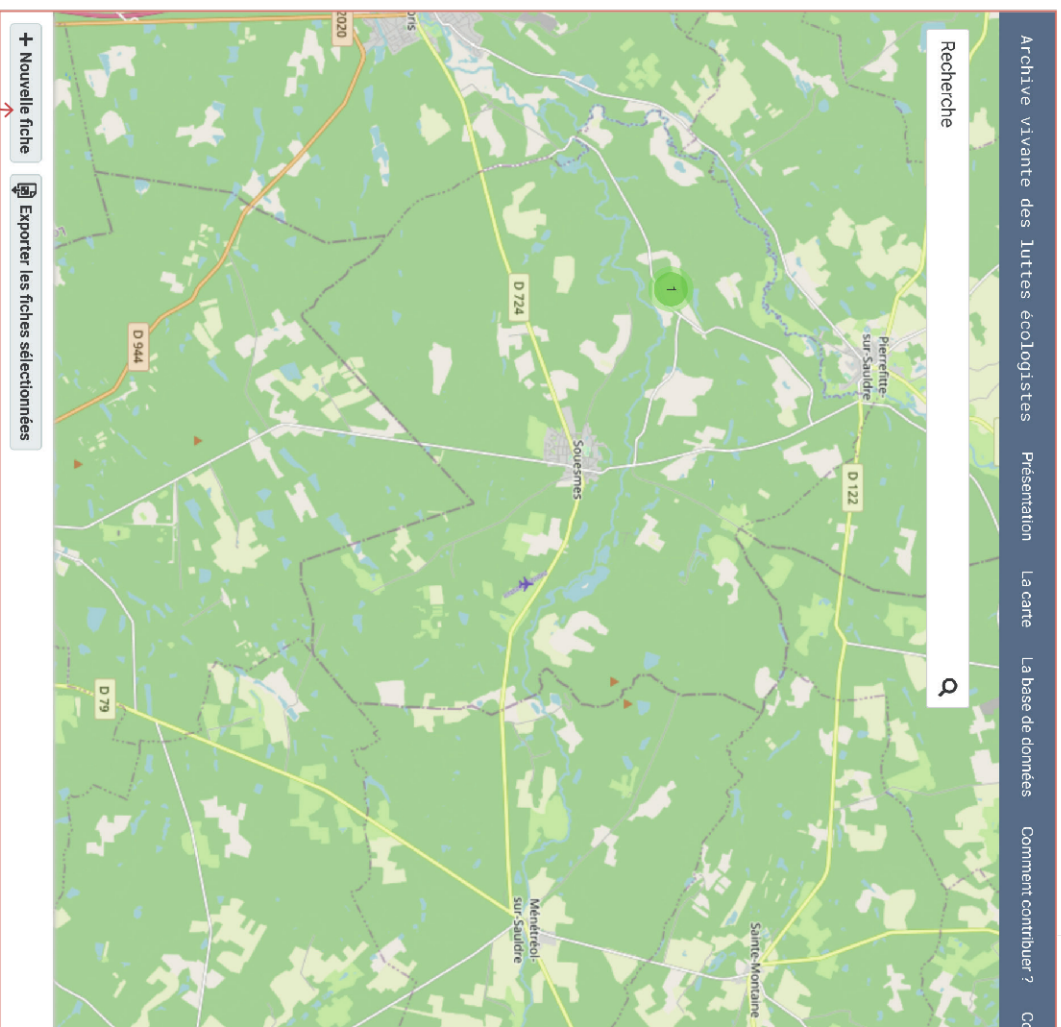 Archive vivante des luttes écologistes
Présentation
La carte
La base de données
Comment contribuer ?
Recherche
Pierrefitte-
sur-Sauldre
D 122
Sainte-Montaine
1
Souesmes
D 724
Ménétréol-
sur-Sauldre
2020
D 944
D 79
+ Nouvelle fiche
Exporter les fiches sélectionnées